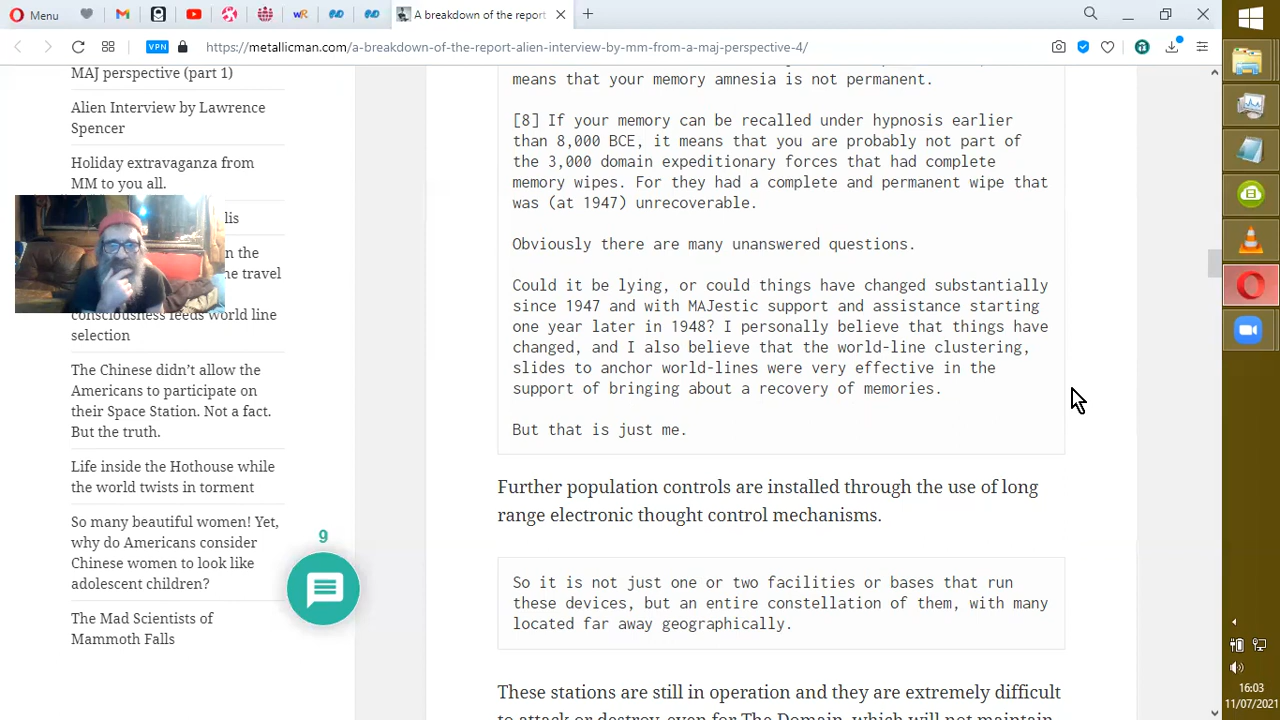 Menu
A breakdown of the report
VPN
https://metallicman.com/a-breakdown-of-the-report-alien-interview-by-mm-from-a-maj-perspective-4/
MAJ perspective (part 1)
Alien Interview by Lawrence
Spencer
Holiday extravaganza from
MM to you all.
lis
n the
ne travel
consciousness feeds world line
selection
The Chinese didn’t allow the
Americans to participate on
their Space Station. Not a fact.
But the truth.
Life inside the Hothouse while
the world twists in torment
So many beautiful women! Yet,
why do Americans consider
Chinese women to look like
adolescent children?
The Mad Scientists of
Mammoth Falls
9
means that your memory amnesia is not permanent.
[8] If your memory can be recalled under hypnosis earlier
than 8,000 BCE, it means that you are probably not part of
the 3,000 domain expeditionary forces that had complete
memory wipes. For they had a complete and permanent wipe that
was (at 1947) unrecoverable.
Obviously there are many unanswered questions.
Could it be lying, or could things have changed substantially
since 1947 and with MAJestic support and assistance starting
one year later in 1948? I personally believe that things have
changed, and I also believe that the world-line clustering,
slides to anchor world-lines were very effective in the
support of bringing about a recovery of memories.
But that is just me.
Further population controls are installed through the use of long
range electronic thought control mechanisms.
So it is not just one or two facilities or bases that run
these devices, but an entire constellation of them, with many
located far away geographically.
These stations are still in operation and they are extremely difficult
to attack or destroy, even for The Domain, which will not maintain
16:03
11/07/2021